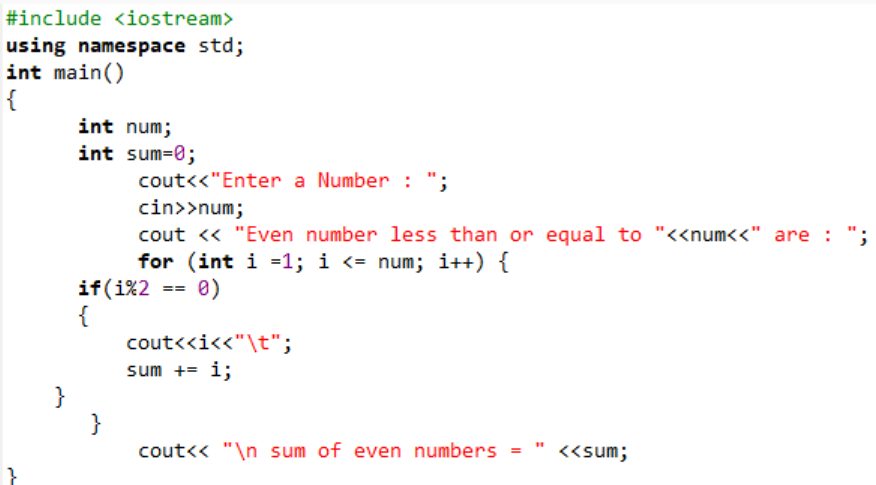 #include <iostream>
using namespace std;
int main()
{
int num;
int sum=0;
cout<<"Enter a Number : ";
cin>>num;
cout << "Even number less than or equal to "<<num<<" are : ";
for (int i =1; i <= num; i++) {
if(i%2 == 0)
{
cout<<i<<"\t";
sum += i;
}
}
cout<< "\n sum of even numbers = " <<sum;
}